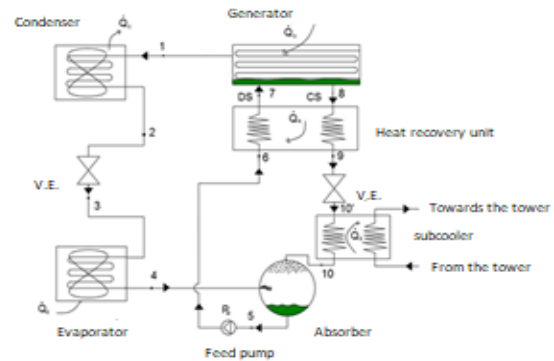 Generator
Condenser
Q̇
1
Q̇
DS
7
CS
8
Q̇
Heat recovery unit
2
6
9
V.E.
V.E.
10'
3
Towards the tower
Q̇
subcooler
From the tower
4
10
Q̇
5
Evaporator
Absorber
Feed pump